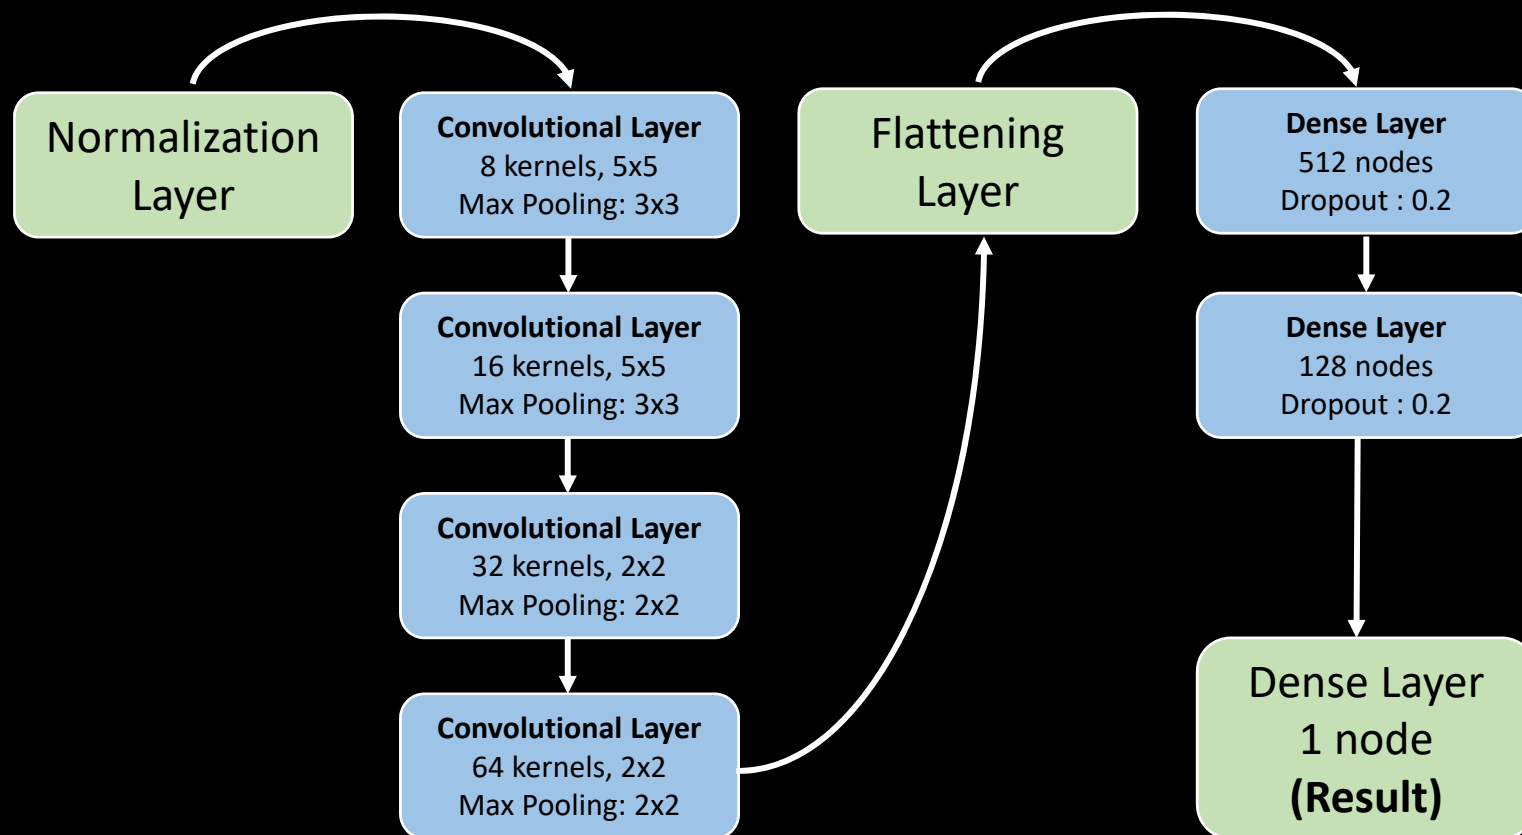 Normalization
Layer
Convolutional Layer
8 kernels, 5x5
Max Pooling: 3x3
Convolutional Layer
16 kernels, 5x5
Max Pooling: 3x3
Convolutional Layer
32 kernels, 2x2
Max Pooling: 2x2
Convolutional Layer
64 kernels, 2x2
Max Pooling: 2x2
Flattening
Layer
Dense Layer
512 nodes
Dropout : 0.2
Dense Layer
128 nodes
Dropout : 0.2
Dense Layer
1 node
(Result)